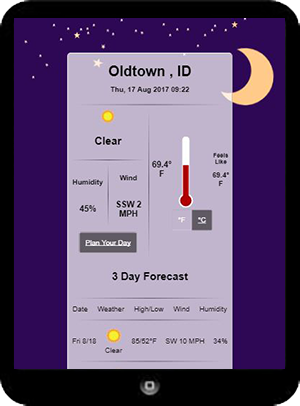 Oldtown , ID
Thu, 17 Aug 2017 09:22
Clear
Humidity
45%
Wind
SSW 2
MPH
69.4°
F
Feels
Like
69.4°
F
°F °C
Plan Your Day
3 Day Forecast
Date Weather High/Low Wind Humidity
Fri 8/18 Clear 85/52°F SW 10 MPH 34%